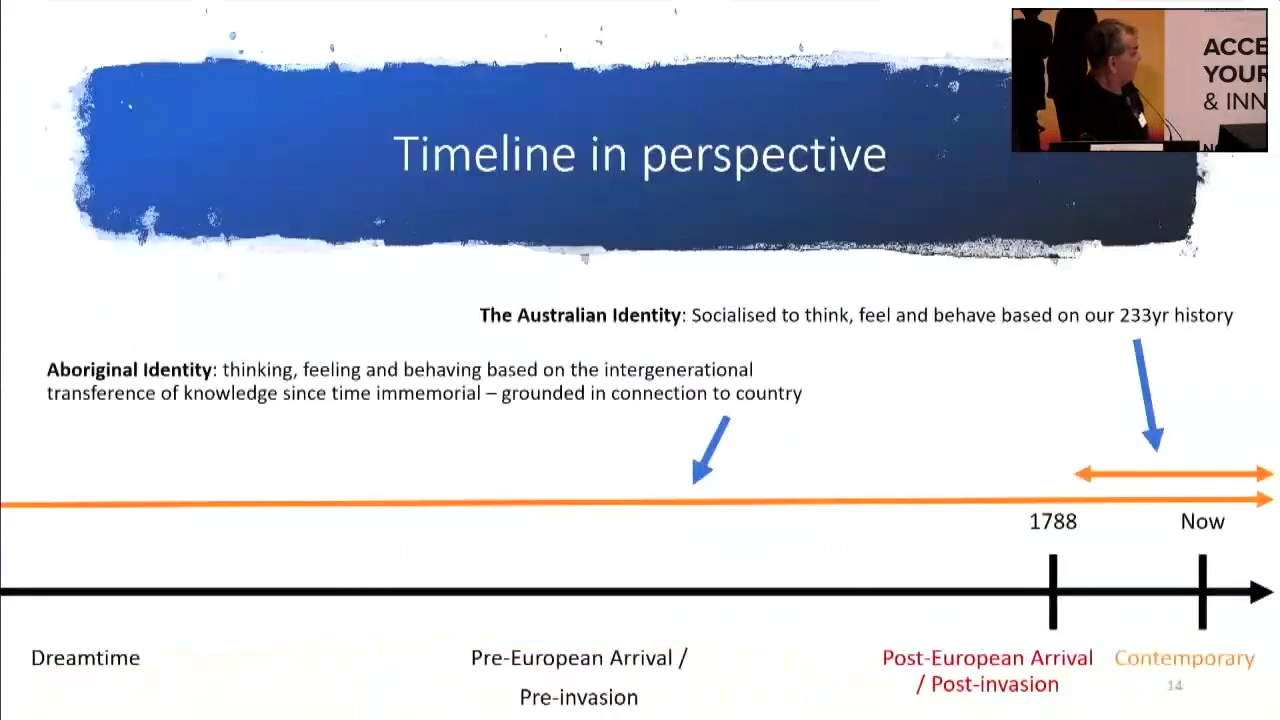 Timeline in perspective
ACCE
YOUR
& INN
The Australian Identity: Socialised to think, feel and behave based on our 233yr history
Aboriginal Identity: thinking, feeling and behaving based on the intergenerational
transference of knowledge since time immemorial – grounded in connection to country
1788
Now
Dreamtime
Pre-European Arrival /
Pre-invasion
Post-European Arrival
/ Post-invasion
Contemporary
14